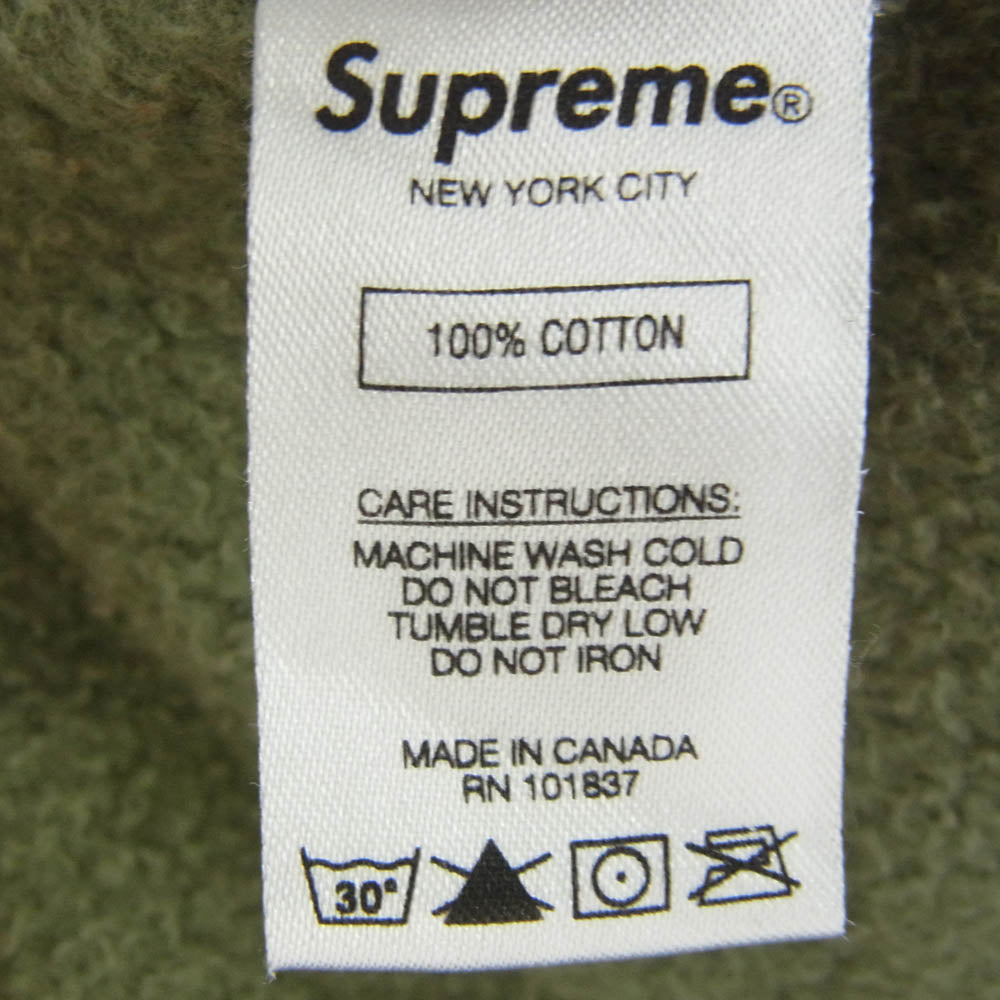 Supreme®
NEW YORK CITY
100% COTTON
CARE INSTRUCTIONS:
MACHINE WASH COLD
DO NOT BLEACH
TUMBLE DRY LOW
DO NOT IRON
MADE IN CANADA
RN 101837
30°